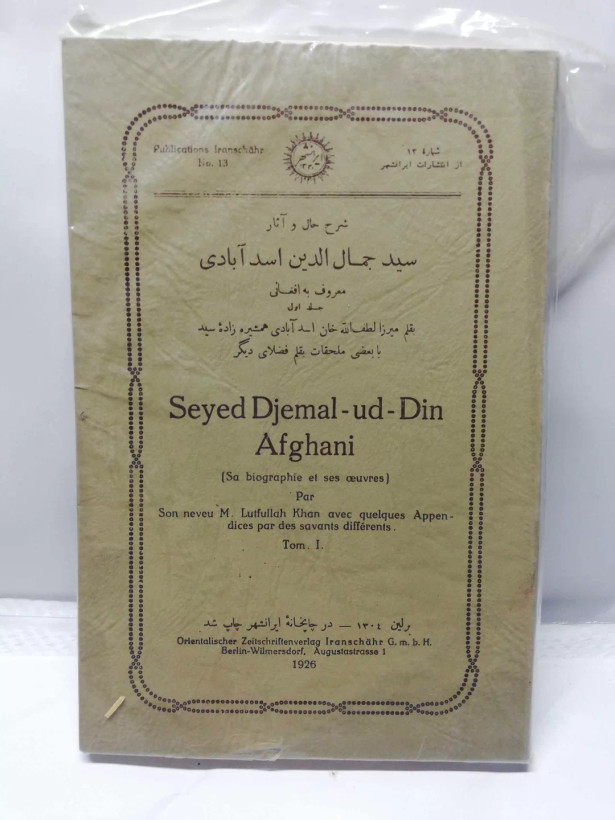 Publications Iranschähr
No. 13
شمارهٔ ۱۳
از انتشارات ایرانشهر
شرح حال و آثار
سید جمال الدین اسد آبادی
معروف به افغانی
جلد اول
بقلم میرزا لطف‌الله خان اسد آبادی همشیره زادهٔ سید
با بعضی ملحقات بقلم فضلای دیگر
Seyed Djemal-ud-Din
Afghani
(Sa biographie et ses œuvres)
Par
Son neveu M. Lutfullah Khan avec quelques Appen-
dices par des savants différents.
Tom. I.
برلین ۱۳۰٤ — در چاپخانهٔ ایرانشهر چاپ شد
Orientalischer Zeitschriftenverlag Iranschähr G. m. b. H.
Berlin-Wilmersdorf, Augustastrasse 1
1926